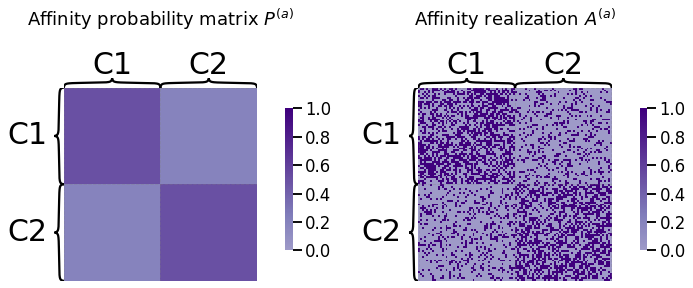 Affinity probability matrix P^(a)
C1 C2
C1
C2
1.0
0.8
0.6
0.4
0.2
0.0
Affinity realization A^(a)
C1 C2
C1
C2
1.0
0.8
0.6
0.4
0.2
0.0